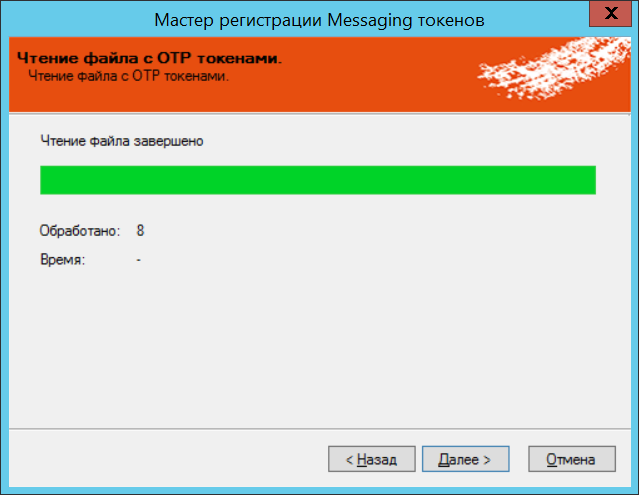 Мастер регистрации Messaging токенов
X
Чтение файла с OTP токенами.
Чтение файла с OTP токенами.
Чтение файла завершено
Обработано: 8
Время: -
< Назад Далее > Отмена